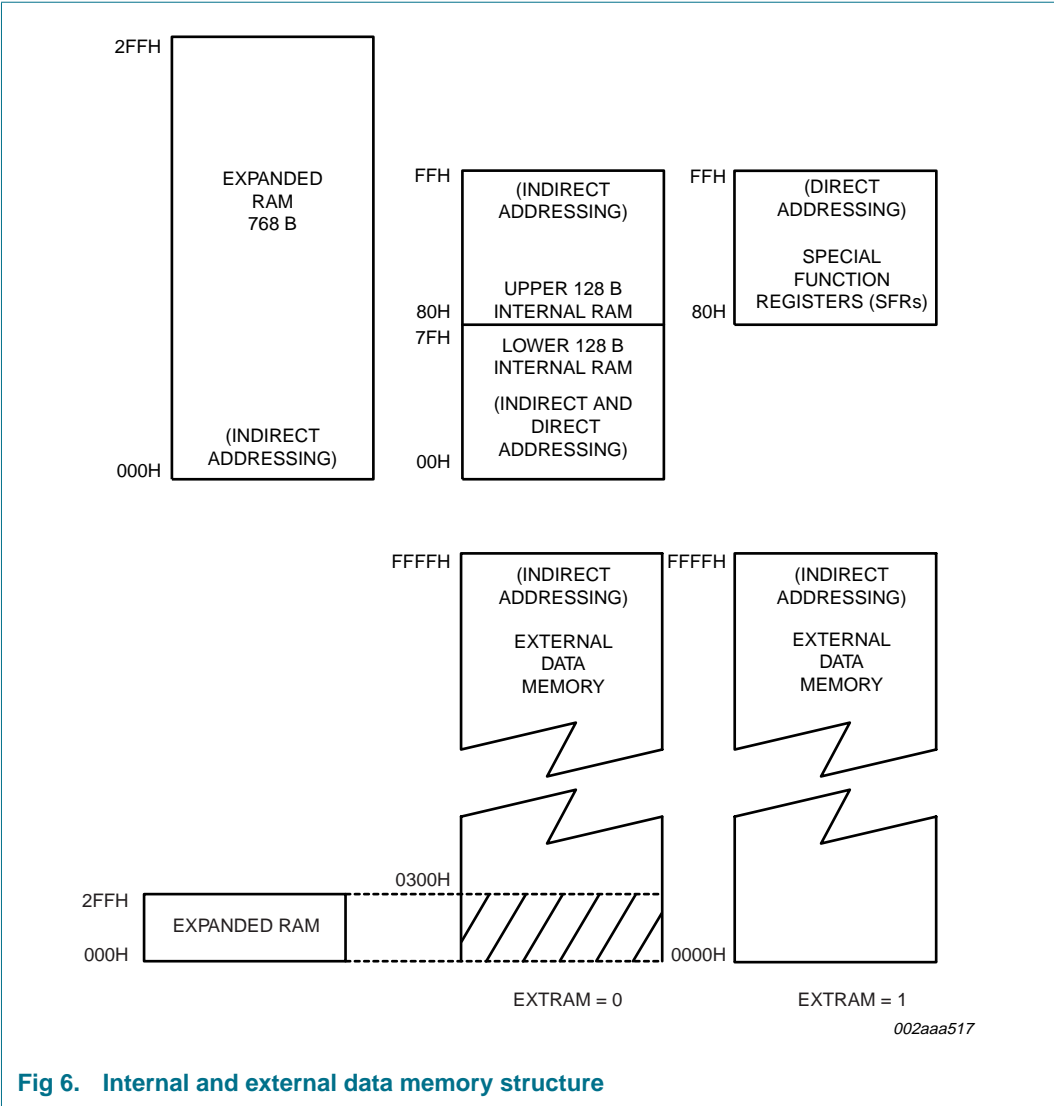 2FFH
EXPANDED
RAM
768 B
(INDIRECT
ADDRESSING)
000H
FFH
(INDIRECT
ADDRESSING)
UPPER 128 B
INTERNAL RAM
80H
7FH
LOWER 128 B
INTERNAL RAM
(INDIRECT AND
DIRECT
ADDRESSING)
00H
FFH
(DIRECT
ADDRESSING)
SPECIAL
FUNCTION
REGISTERS (SFRs)
80H
FFFFH
(INDIRECT
ADDRESSING)
EXTERNAL
DATA
MEMORY
FFFFH
(INDIRECT
ADDRESSING)
EXTERNAL
DATA
MEMORY
2FFH
EXPANDED RAM
000H
0300H
0000H
EXTRAM = 0
EXTRAM = 1
002aaa517
Fig 6. Internal and external data memory structure